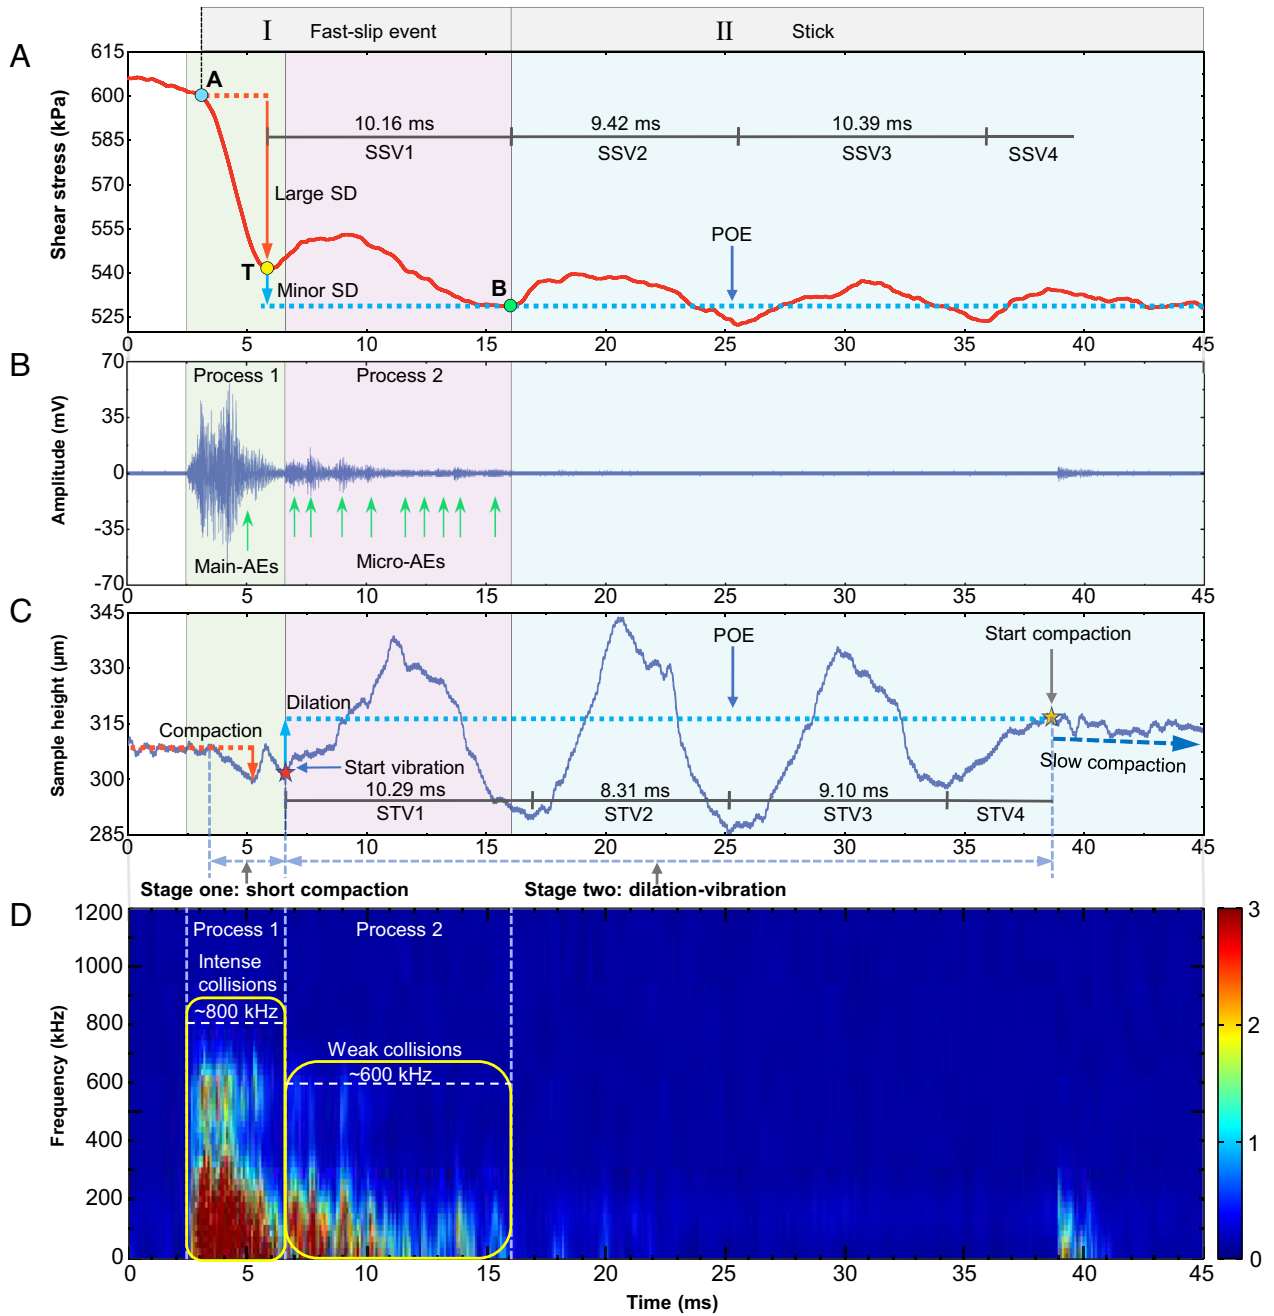 I Fast-slip event II Stick
A
615
600
585
570
555
540
525
Shear stress (kPa)
A
10.16 ms 9.42 ms 10.39 ms
SSV1 SSV2 SSV3 SSV4
Large SD
POE
T
Minor SD
B
0 5 10 15 20 25 30 35 40 45
B
70
35
0
-35
-70
Amplitude (mV)
Process 1 Process 2
Main-AEs Micro-AEs
0 5 10 15 20 25 30 35 40 45
C
345
330
315
300
285
Sample height (μm)
POE
Start compaction
Dilation
Compaction
Start vibration
Slow compaction
10.29 ms 8.31 ms 9.10 ms
STV1 STV2 STV3 STV4
0 5 10 15 20 25 30 35 40 45
Stage one: short compaction Stage two: dilation-vibration
D
1200
1000
800
600
400
200
0
Frequency (kHz)
Process 1 Process 2
Intense
collisions
~800 kHz
Weak collisions
~600 kHz
3
2
1
0
0 5 10 15 20 25 30 35 40 45
Time (ms)